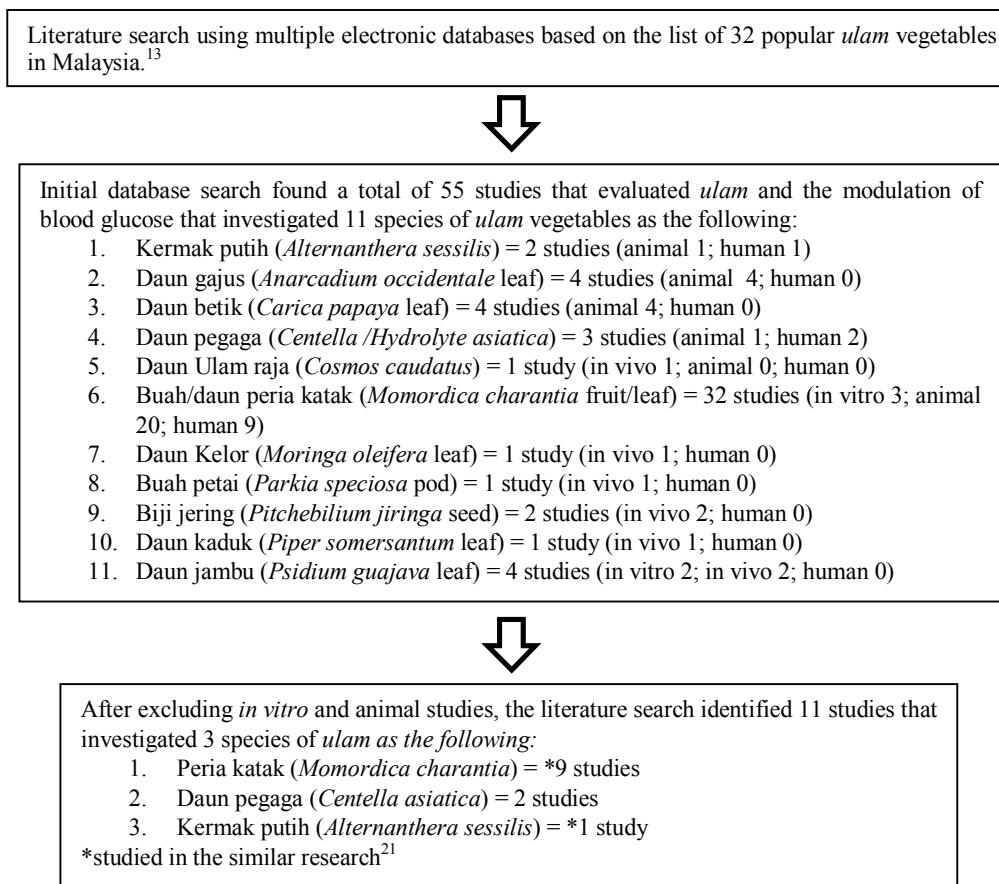 Literature search using multiple electronic databases based on the list of 32 popular ulam vegetables
in Malaysia.13
Initial database search found a total of 55 studies that evaluated ulam and the modulation of
blood glucose that investigated 11 species of ulam vegetables as the following:
1. Kermak putih (Alternanthera sessilis) = 2 studies (animal 1; human 1)
2. Daun gajus (Anarcadium occidentale leaf) = 4 studies (animal 4; human 0)
3. Daun betik (Carica papaya leaf) = 4 studies (animal 4; human 0)
4. Daun pegaga (Centella /Hydrolyte asiatica) = 3 studies (animal 1; human 2)
5. Daun Ulam raja (Cosmos caudatus) = 1 study (in vivo 1; animal 0; human 0)
6. Buah/daun peria katak (Momordica charantia fruit/leaf) = 32 studies (in vitro 3; animal
20; human 9)
7. Daun Kelor (Moringa oleifera leaf) = 1 study (in vivo 1; human 0)
8. Buah petai (Parkia speciosa pod) = 1 study (in vivo 1; human 0)
9. Biji jering (Pitchebilium jiringa seed) = 2 studies (in vivo 2; human 0)
10. Daun kaduk (Piper somersantum leaf) = 1 study (in vivo 1; human 0)
11. Daun jambu (Psidium guajava leaf) = 4 studies (in vitro 2; in vivo 2; human 0)
After excluding in vitro and animal studies, the literature search identified 11 studies that
investigated 3 species of ulam as the following:
1. Peria katak (Momordica charantia) = *9 studies
2. Daun pegaga (Centella asiatica) = 2 studies
3. Kermak putih (Alternanthera sessilis) = *1 study
*studied in the similar research21